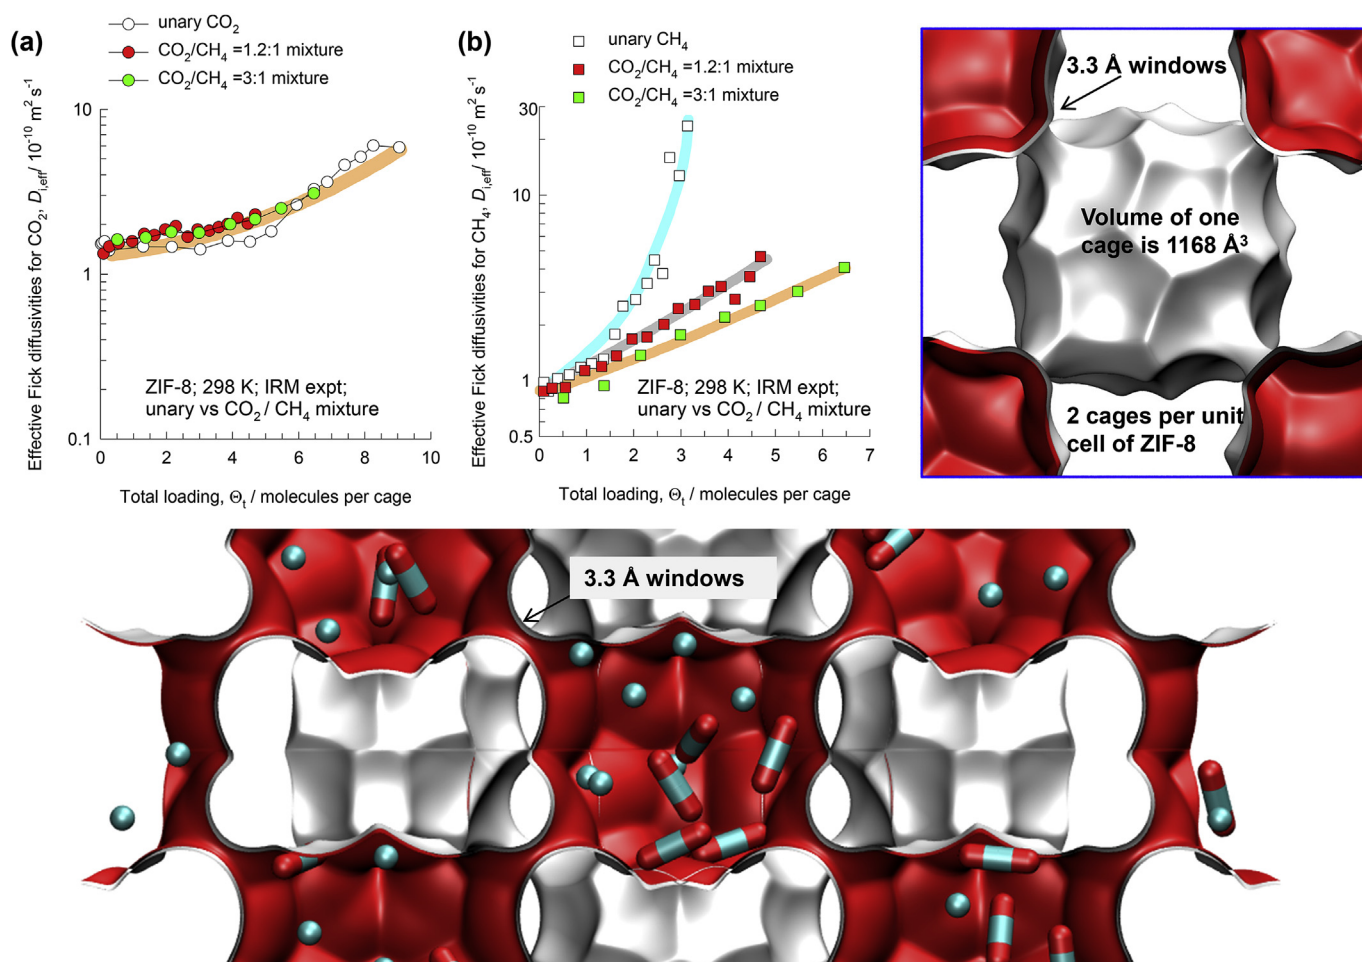 (a)
unary CO₂
CO₂/CH₄ =1.2:1 mixture
CO₂/CH₄ =3:1 mixture
Effective Fick diffusivities for CO₂, Dᵢ,eff/ 10⁻¹⁰ m² s⁻¹
10
1
0.1
ZIF-8; 298 K; IRM expt;
unary vs CO₂ / CH₄ mixture
0 2 4 6 8 10
Total loading, Θₜ / molecules per cage
(b)
unary CH₄
CO₂/CH₄ =1.2:1 mixture
CO₂/CH₄ =3:1 mixture
Effective Fick diffusivities for CH₄, Dᵢ,eff/ 10⁻¹⁰ m² s⁻¹
30
10
1
0.5
ZIF-8; 298 K; IRM expt;
unary vs CO₂ / CH₄ mixture
0 1 2 3 4 5 6 7
Total loading, Θₜ / molecules per cage
3.3 Å windows
Volume of one
cage is 1168 Å³
2 cages per unit
cell of ZIF-8
3.3 Å windows